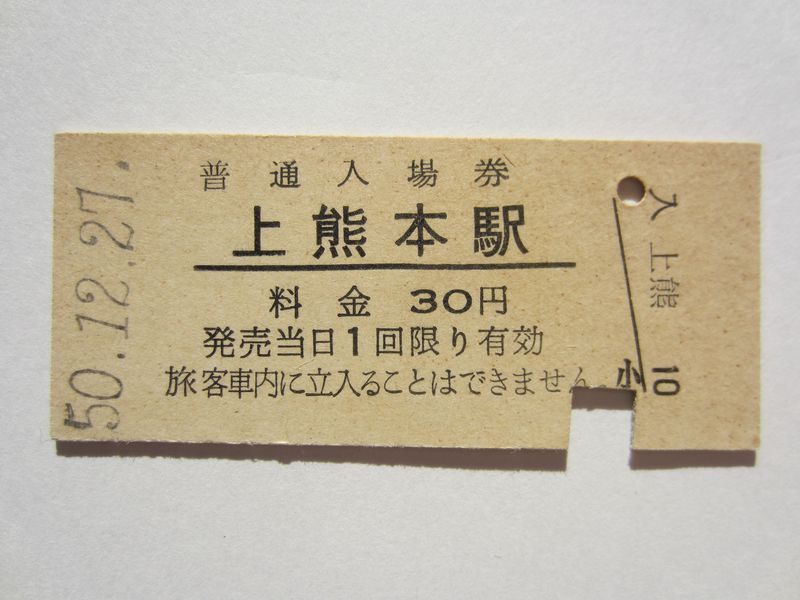 普通入場券
上熊本駅
料金 30円
発売当日1回限り有効
旅客車内に立入ることはできません。
50.12.27.
入 上熊
小 10